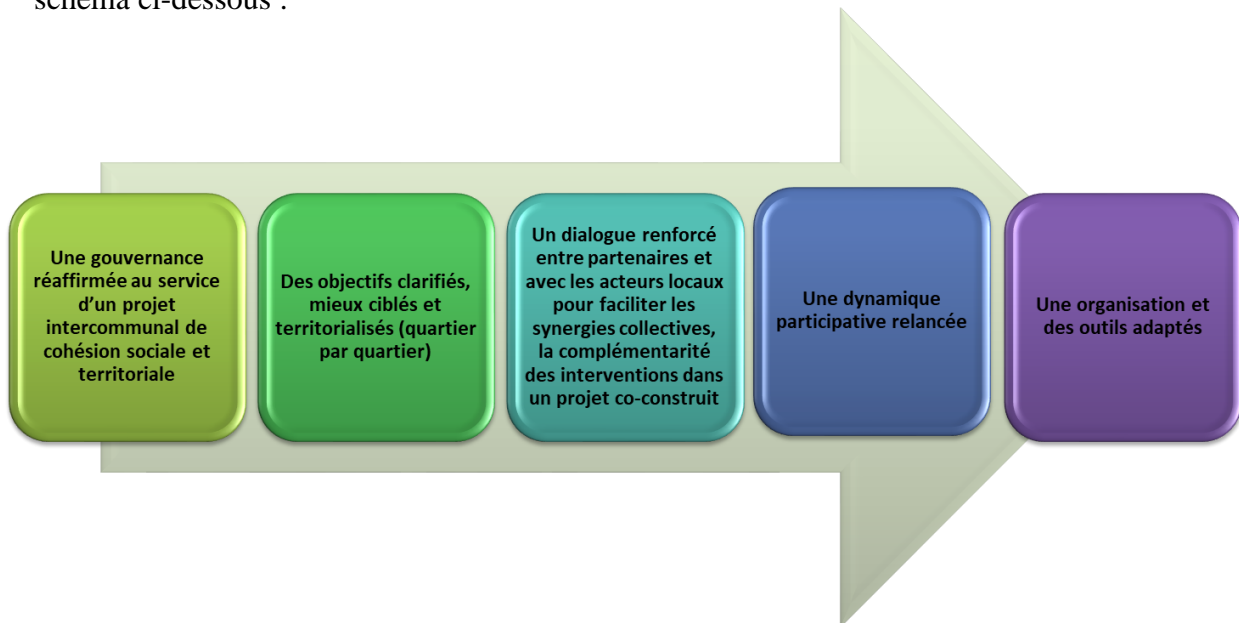 schéma ci-dessous :
Une gouvernance
réaffirmée au service
d'un projet
intercommunal de
cohésion sociale et
territoriale
Des objectifs clarifiés,
mieux ciblés et
territorialisés (quartier
par quartier)
Un dialogue renforcé
entre partenaires et
avec les acteurs locaux
pour faciliter les
synergies collectives,
la complémentarité
des interventions dans
un projet co-construit
Une dynamique
participative relancée
Une organisation et
des outils adaptés